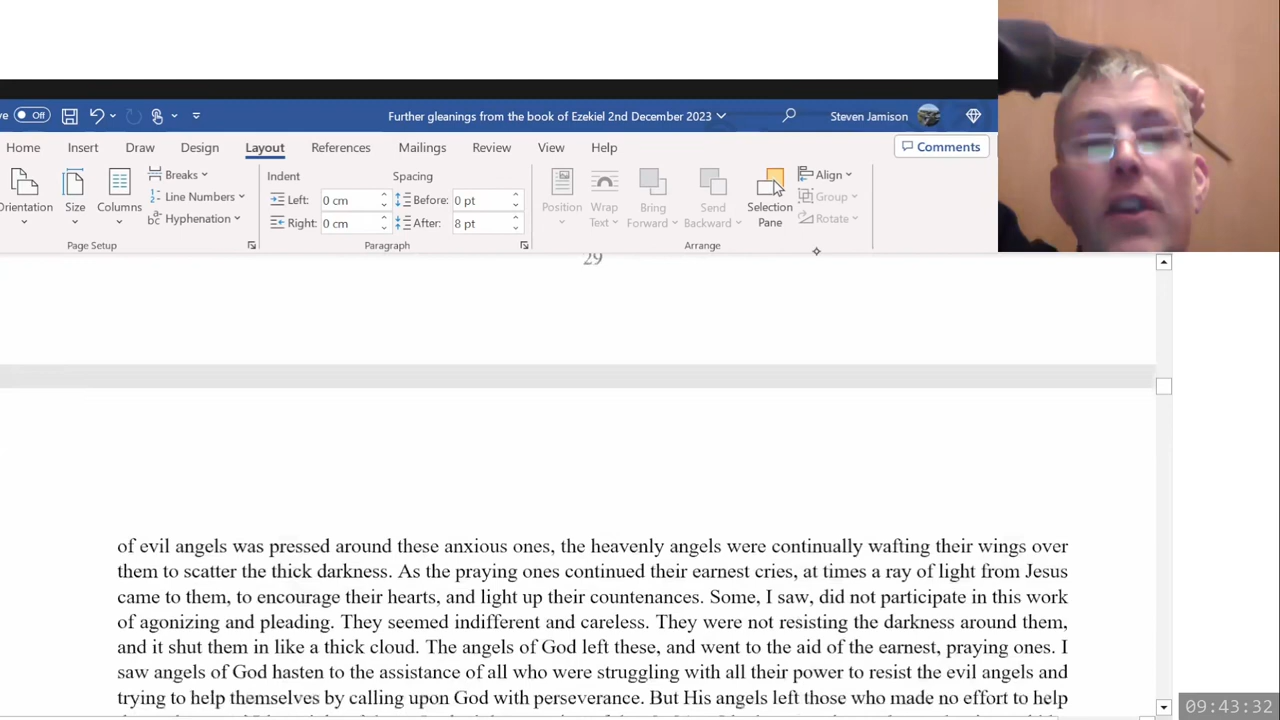 Off
Further gleanings from the book of Ezekiel 2nd December 2023
Steven Jamison
Home Insert Draw Design Layout References Mailings Review View Help
Comments
Breaks
Indent
Spacing
Align
Line Numbers
Left: 0 cm
Before: 0 pt
Group
Orientation Size Columns
Position Wrap Text Bring Forward Send Backward Selection Pane
Hyphenation
Right: 0 cm
After: 8 pt
Rotate
Page Setup
Paragraph
Arrange
29
of evil angels was pressed around these anxious ones, the heavenly angels were continually wafting their wings over
them to scatter the thick darkness. As the praying ones continued their earnest cries, at times a ray of light from Jesus
came to them, to encourage their hearts, and light up their countenances. Some, I saw, did not participate in this work
of agonizing and pleading. They seemed indifferent and careless. They were not resisting the darkness around them,
and it shut them in like a thick cloud. The angels of God left these, and went to the aid of the earnest, praying ones. I
saw angels of God hasten to the assistance of all who were struggling with all their power to resist the evil angels and
trying to help themselves by calling upon God with perseverance. But His angels left those who made no effort to help
09:43:32